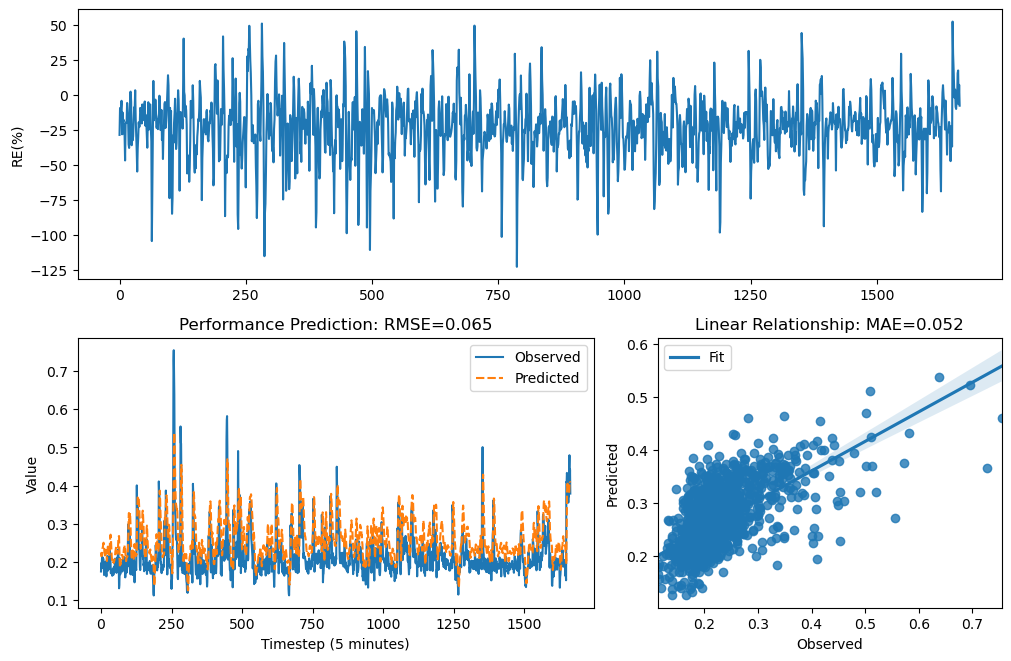 50
25
0
−25
−50
−75
−100
−125
RE(%)
0 250 500 750 1000 1250 1500
Performance Prediction: RMSE=0.065
Observed
Predicted
0.7
0.6
0.5
0.4
0.3
0.2
0.1
Value
0 250 500 750 1000 1250 1500
Timestep (5 minutes)
Linear Relationship: MAE=0.052
Fit
0.6
0.5
0.4
0.3
0.2
Predicted
0.2 0.3 0.4 0.5 0.6 0.7
Observed